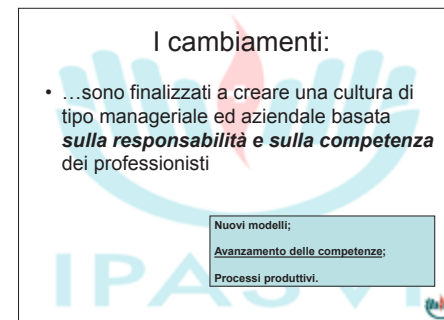 I cambiamenti:
• …sono finalizzati a creare una cultura di
tipo manageriale ed aziendale basata
sulla responsabilità e sulla competenza
dei professionisti
Nuovi modelli;
Avanzamento delle competenze;
Processi produttivi.
IPASVI